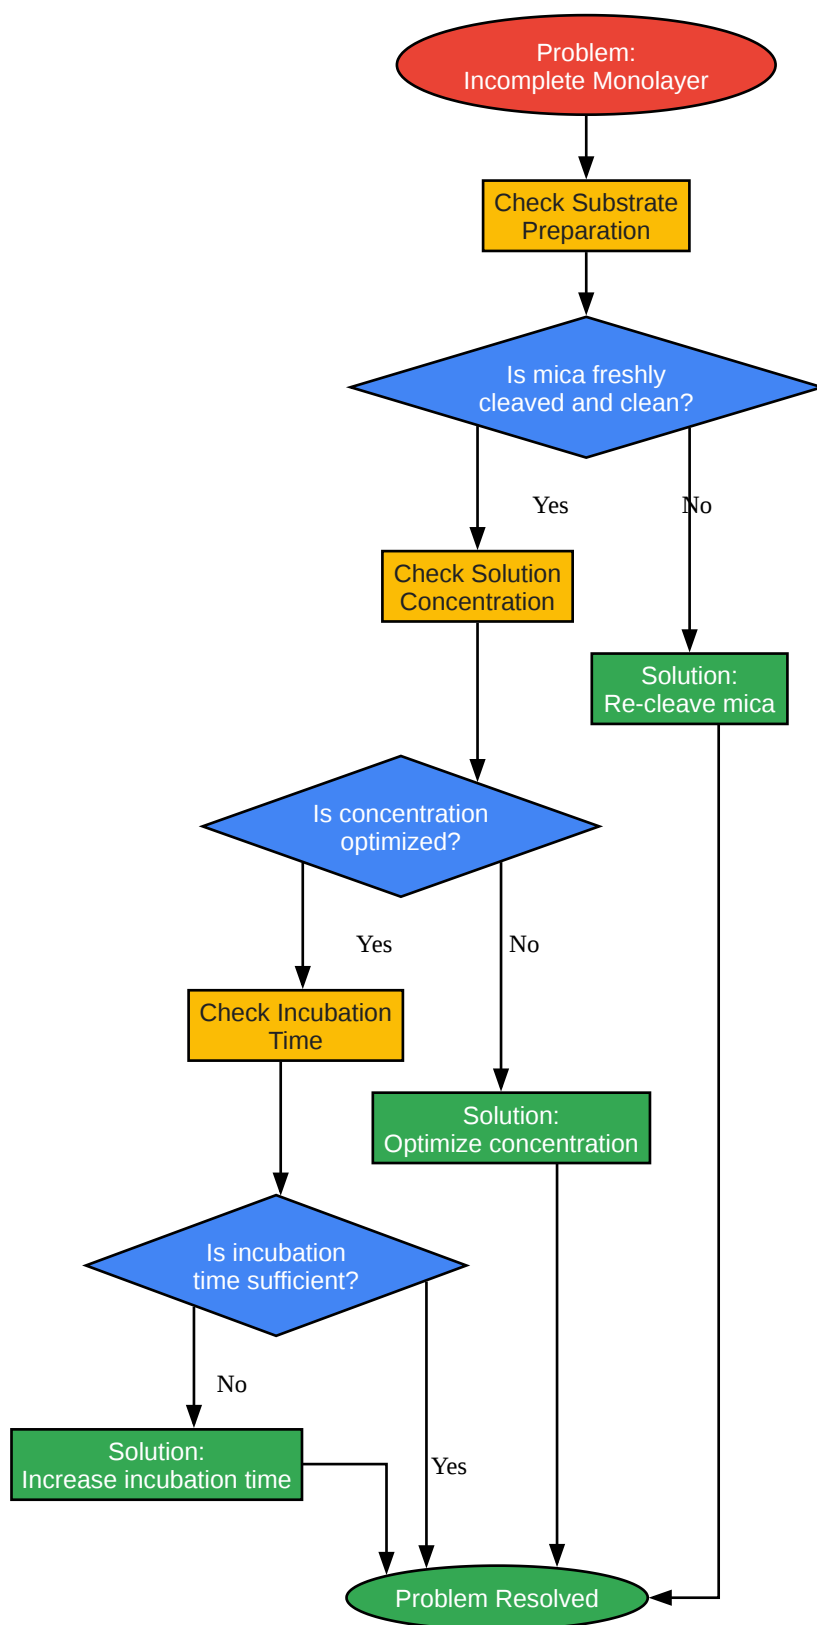 Problem:
Incomplete Monolayer
Check Substrate
Preparation
Is mica freshly
cleaved and clean?
Yes
No
Check Solution
Concentration
Solution:
Re-cleave mica
Is concentration
optimized?
Yes
No
Check Incubation
Time
Solution:
Optimize concentration
Is incubation
time sufficient?
No
Solution:
Increase incubation time
Yes
Problem Resolved